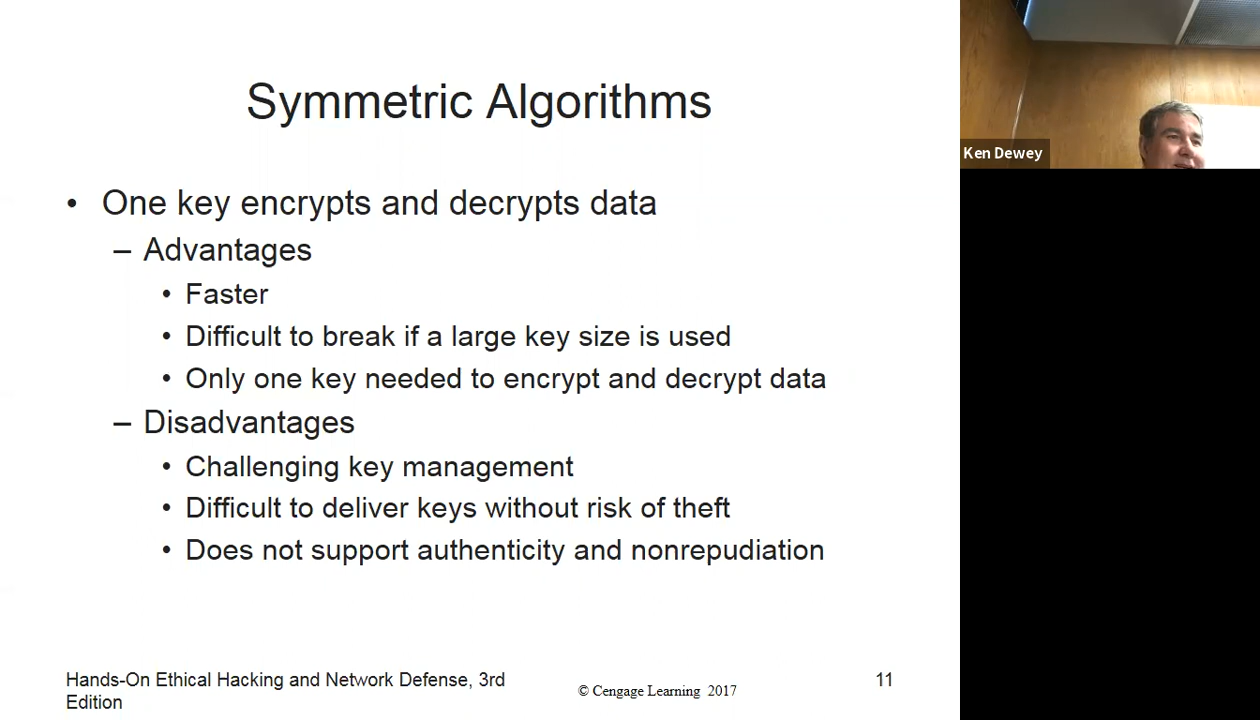 Symmetric Algorithms
Ken Dewey
• One key encrypts and decrypts data
– Advantages
• Faster
• Difficult to break if a large key size is used
• Only one key needed to encrypt and decrypt data
– Disadvantages
• Challenging key management
• Difficult to deliver keys without risk of theft
• Does not support authenticity and nonrepudiation
Hands-On Ethical Hacking and Network Defense, 3rd
Edition
© Cengage Learning 2017
11